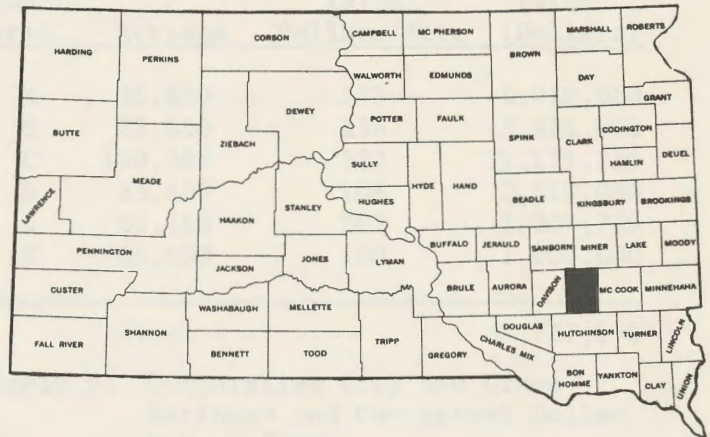 HARDING
PERKINS
CORSON
CAMPBELL
MC PHERSON
BROWN
MARSHALL
ROBERTS
WALWORTH
EDMUNDS
DAY
DEWEY
POTTER
FAULK
GRANT
BUTTE
ZIEBACH
SPINK
CLARK
CODINGTON
MEADE
SULLY
HAMLIN
DEUEL
LAWRENCE
HAAKON
STANLEY
HUGHES
HYDE
HAND
BEADLE
KINGSBURY
BROOKINGS
PENNINGTON
JACKSON
JONES
LYMAN
BUFFALO
JERAULD
SANBORN
MINER
LAKE
MOODY
CUSTER
WASHABAUGH
MELLETTE
BRULE
AURORA
DAVISON
MC COOK
MINNEHAHA
FALL RIVER
SHANNON
BENNETT
TODD
TRIPP
GREGORY
CHARLES MIX
DOUGLAS
HUTCHINSON
TURNER
LINCOLN
BON
HOMME
YANKTON
CLAY
UNION